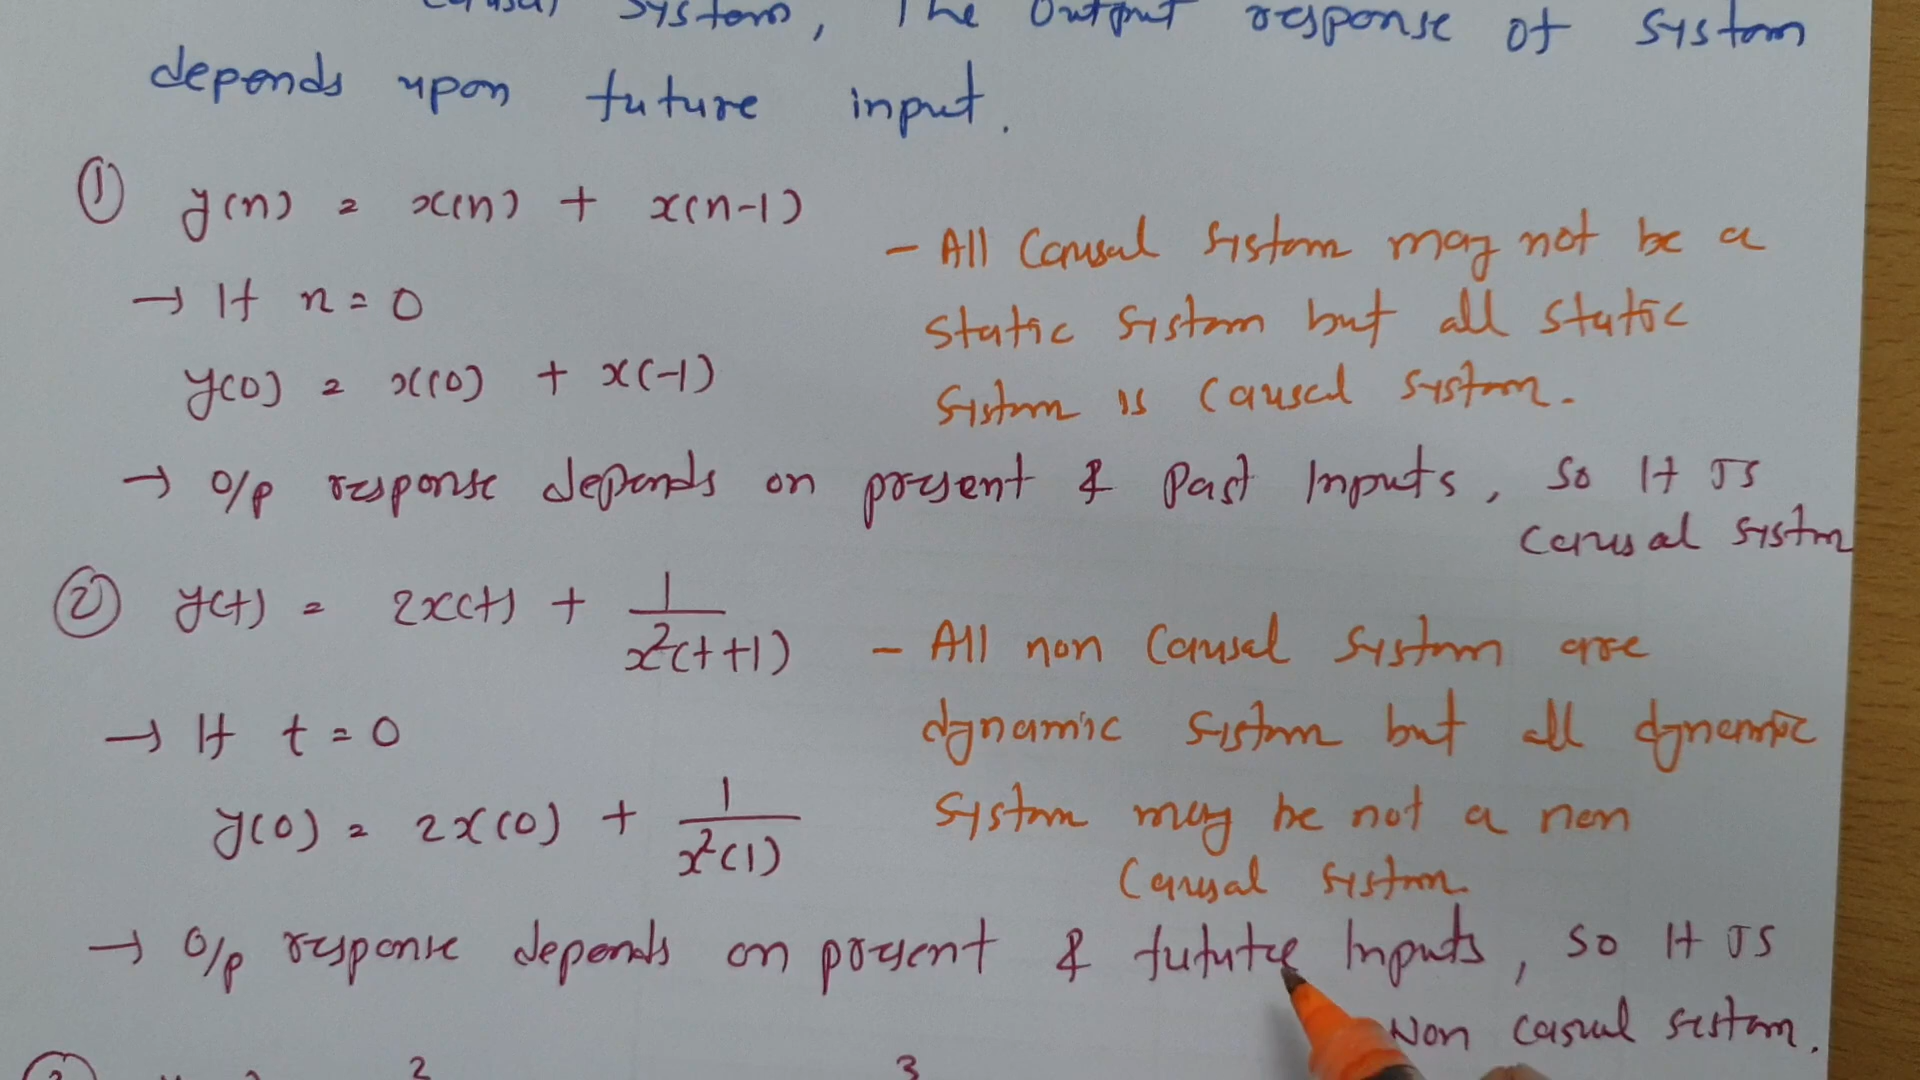 causal system, The Output response of system
depends upon future input.
① y(n) = x(n) + x(n-1)
- All Causal system may not be a
→ If n = 0
static system but all static
y(0) = x(0) + x(-1)
system is causal system.
→ O/p response depends on present & Past Inputs, so It Is
causal system
② y(t) = 2x(t) + 1/x²(t+1)
- All non Causal system are
→ If t = 0
dynamic system but all dynamic
y(0) = 2x(0) + 1/x²(1)
system may be not a non
Causal system.
→ O/p response depends on present & future Inputs, so It Is
Non casual system.